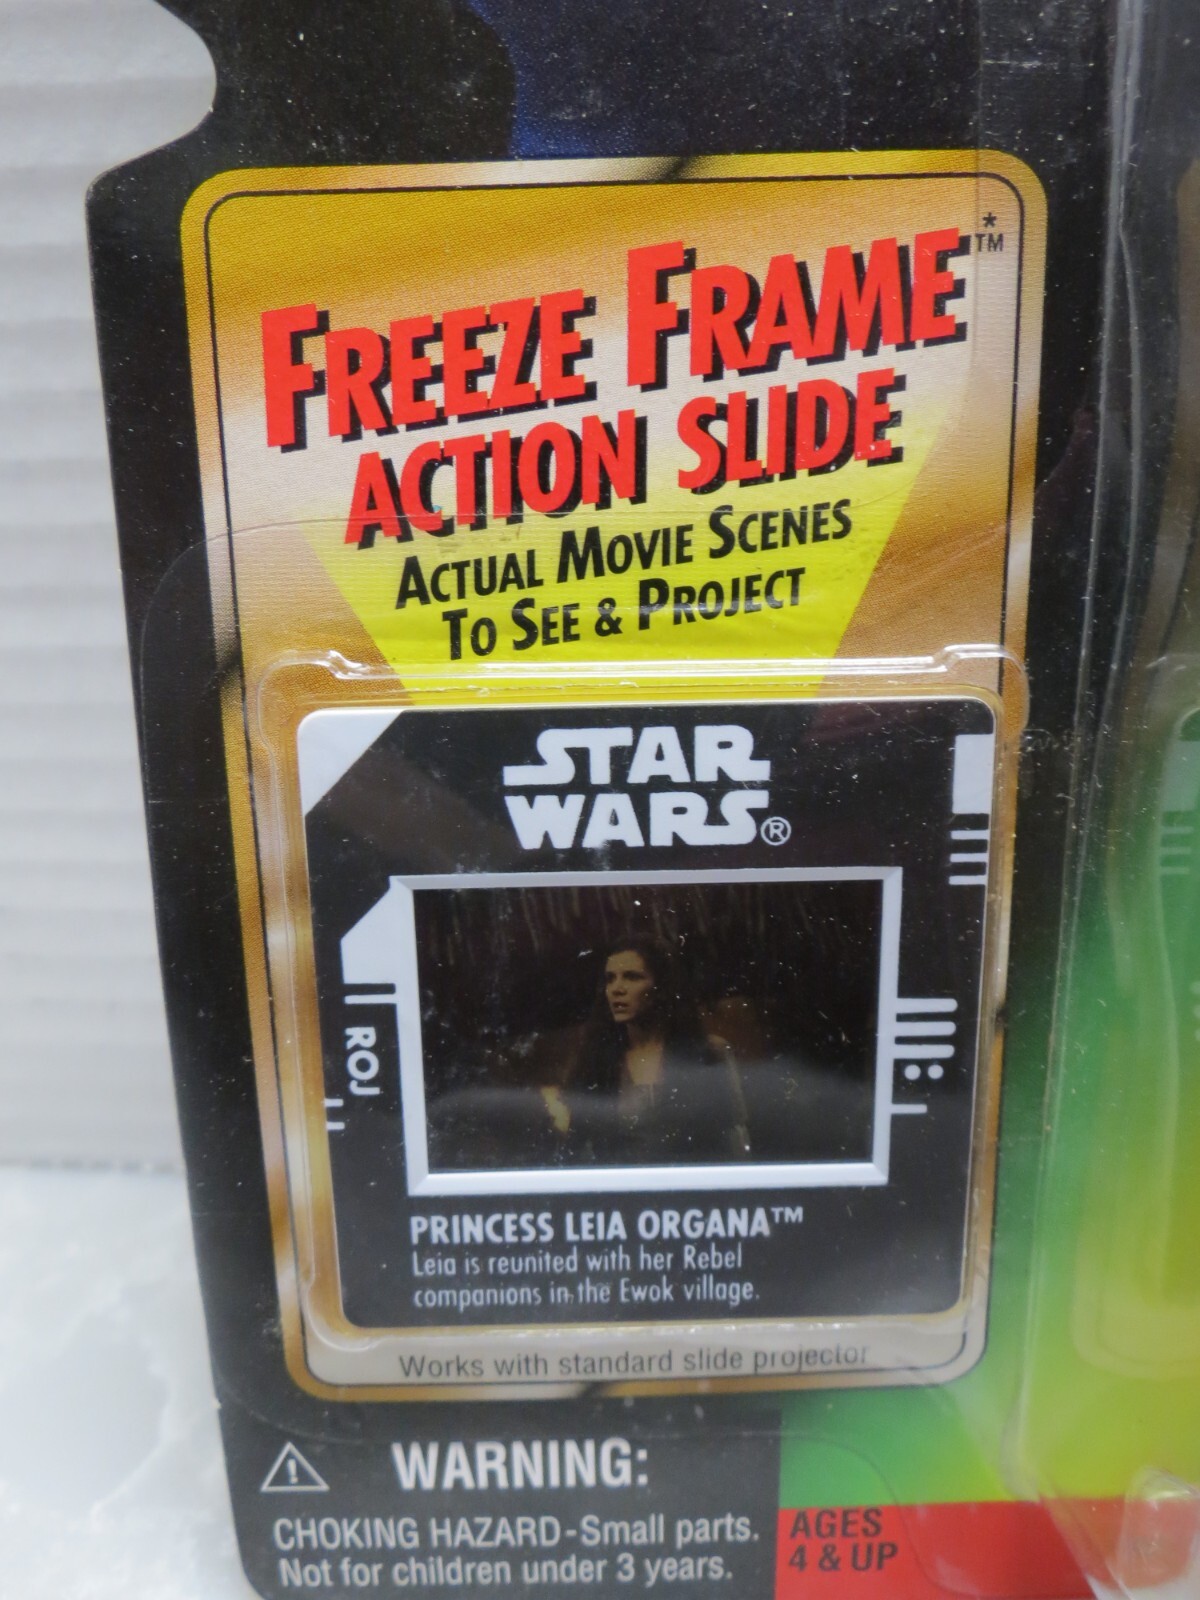 FREEZE FRAME™*
ACTION SLIDE
ACTUAL MOVIE SCENES
TO SEE & PROJECT
STAR
WARS®
ROJ
PRINCESS LEIA ORGANA™
Leia is reunited with her Rebel
companions in the Ewok village.
Works with standard slide projector
WARNING:
CHOKING HAZARD-Small parts.
Not for children under 3 years.
AGES
4 & UP